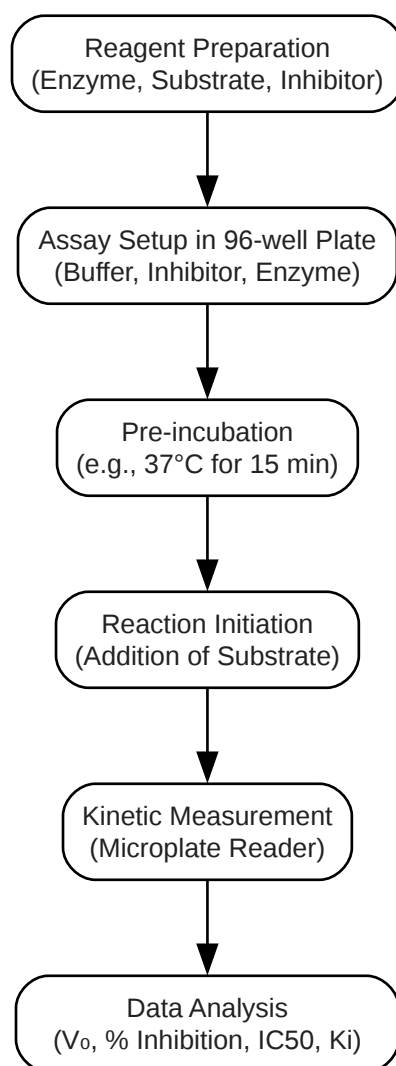 Reagent Preparation
(Enzyme, Substrate, Inhibitor)
Assay Setup in 96-well Plate
(Buffer, Inhibitor, Enzyme)
Pre-incubation
(e.g., 37°C for 15 min)
Reaction Initiation
(Addition of Substrate)
Kinetic Measurement
(Microplate Reader)
Data Analysis
(V₀, % Inhibition, IC50, Ki)